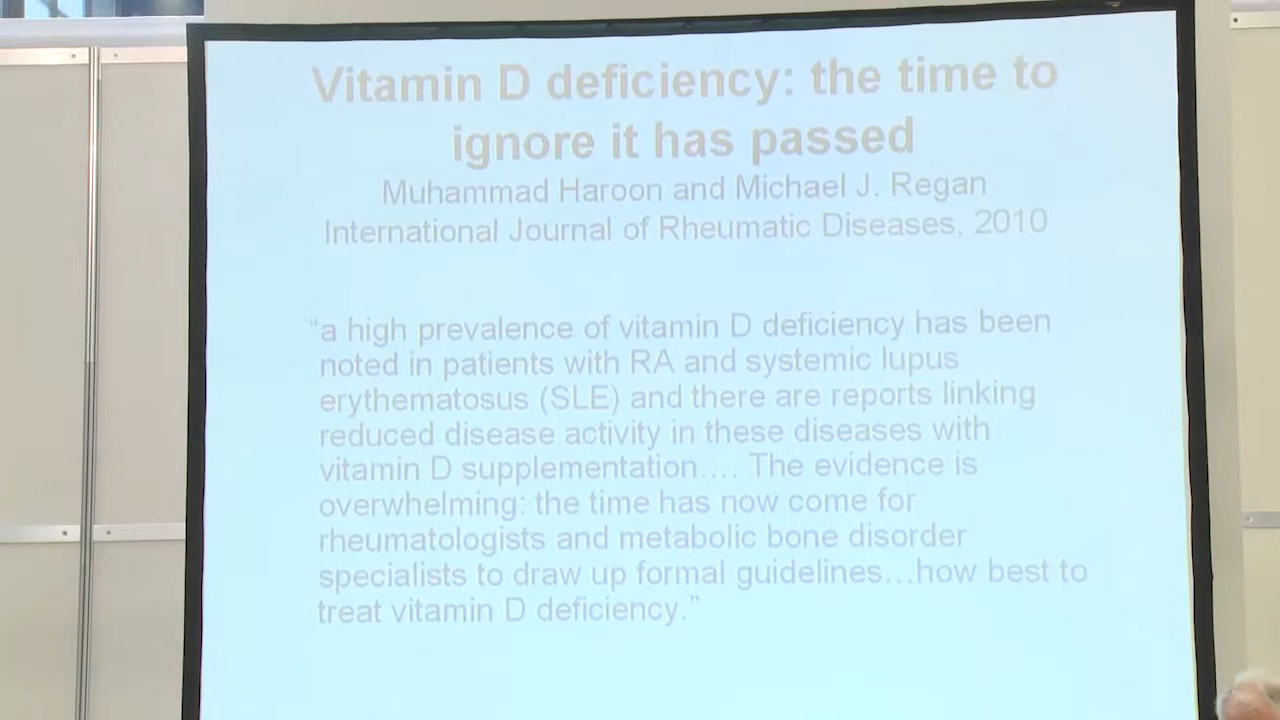 Vitamin D deficiency: the time to
ignore it has passed
Muhammad Haroon and Michael J. Regan
International Journal of Rheumatic Diseases, 2010
“a high prevalence of vitamin D deficiency has been
noted in patients with RA and systemic lupus
erythematosus (SLE) and there are reports linking
reduced disease activity in these diseases with
vitamin D supplementation.... The evidence is
overwhelming: the time has now come for
rheumatologists and metabolic bone disorder
specialists to draw up formal guidelines...how best to
treat vitamin D deficiency.”